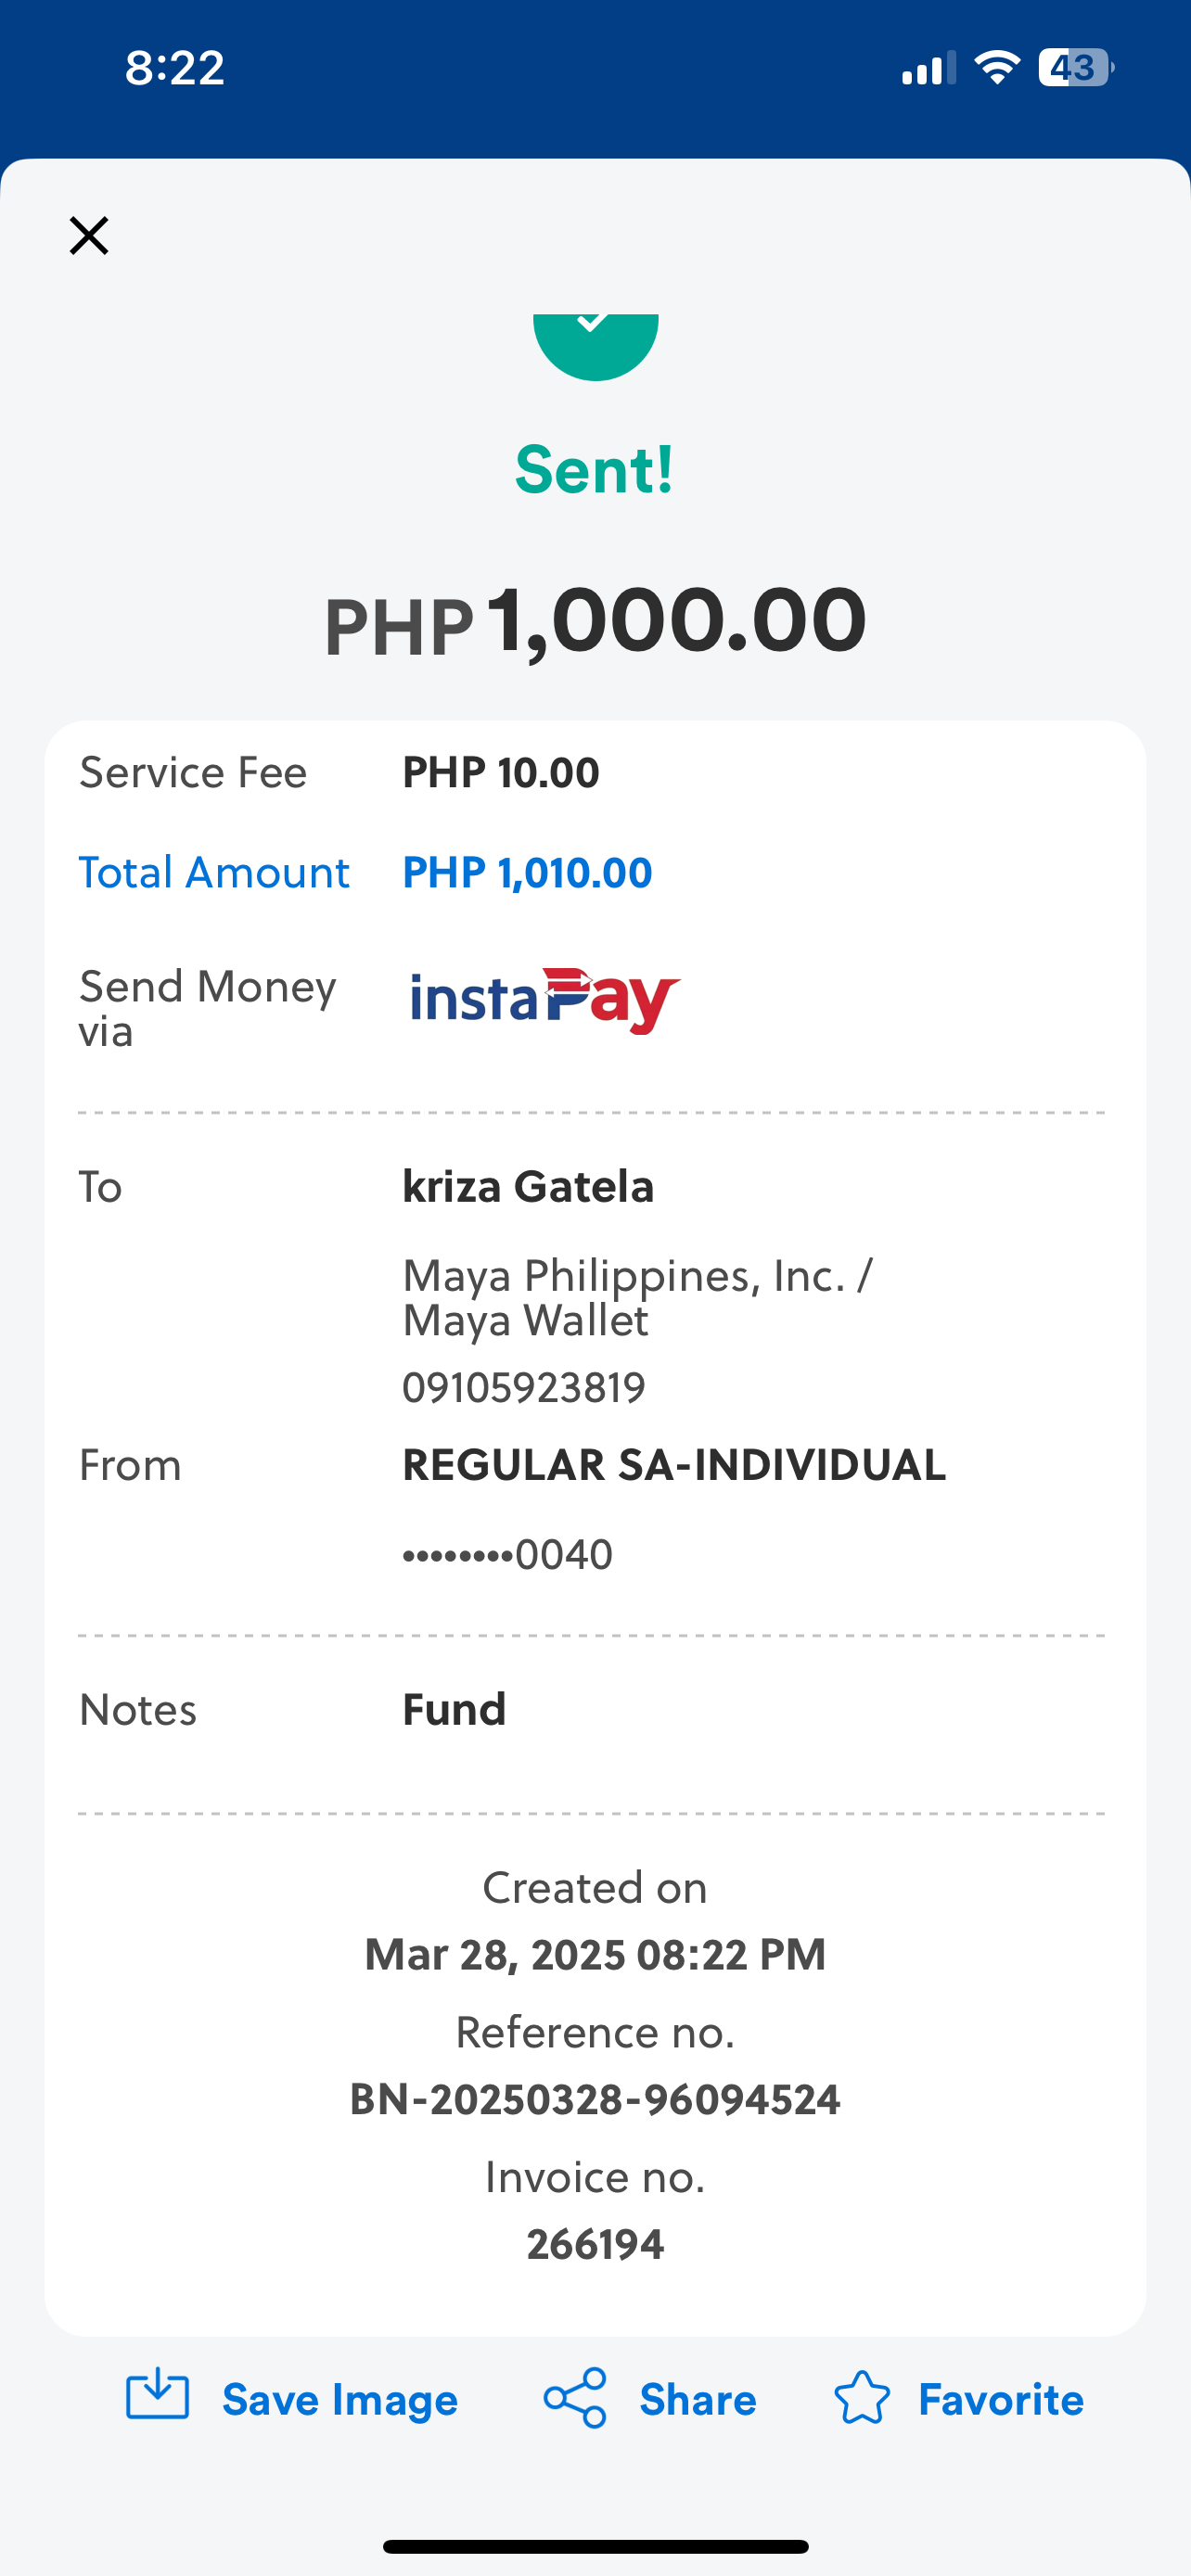 8:22
43
Sent!
PHP 1,000.00
Service Fee PHP 10.00
Total Amount PHP 1,010.00
Send Money
via
instaPay
To kriza Gatela
Maya Philippines, Inc. /
Maya Wallet
09105923819
From REGULAR SA-INDIVIDUAL
••••••••0040
Notes Fund
Created on
Mar 28, 2025 08:22 PM
Reference no.
BN-20250328-96094524
Invoice no.
266194
Save Image Share Favorite